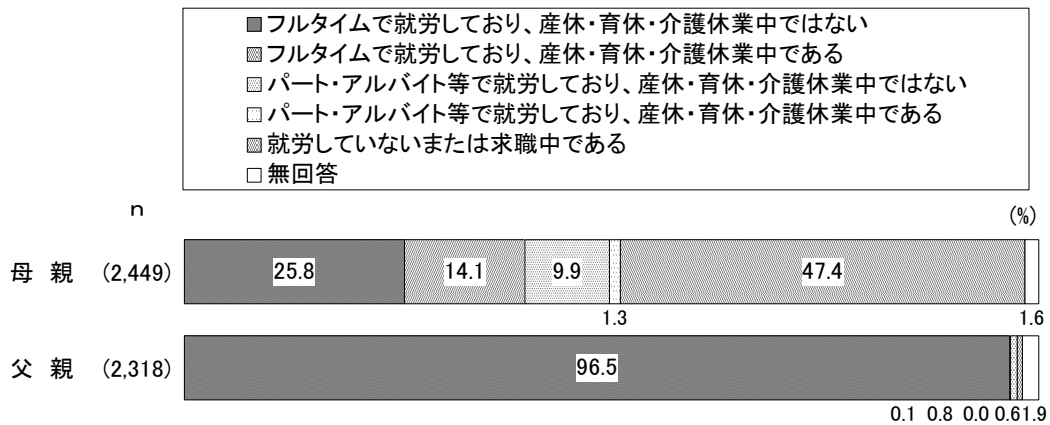 フルタイムで就労しており、産休・育休・介護休業中ではない
フルタイムで就労しており、産休・育休・介護休業中である
パート・アルバイト等で就労しており、産休・育休・介護休業中ではない
パート・アルバイト等で就労しており、産休・育休・介護休業中である
就労していないまたは求職中である
無回答
n (%)
母 親 (2,449) 25.8 14.1 9.9 47.4
1.3 1.6
父 親 (2,318) 96.5
0.1 0.8 0.0 0.6 1.9